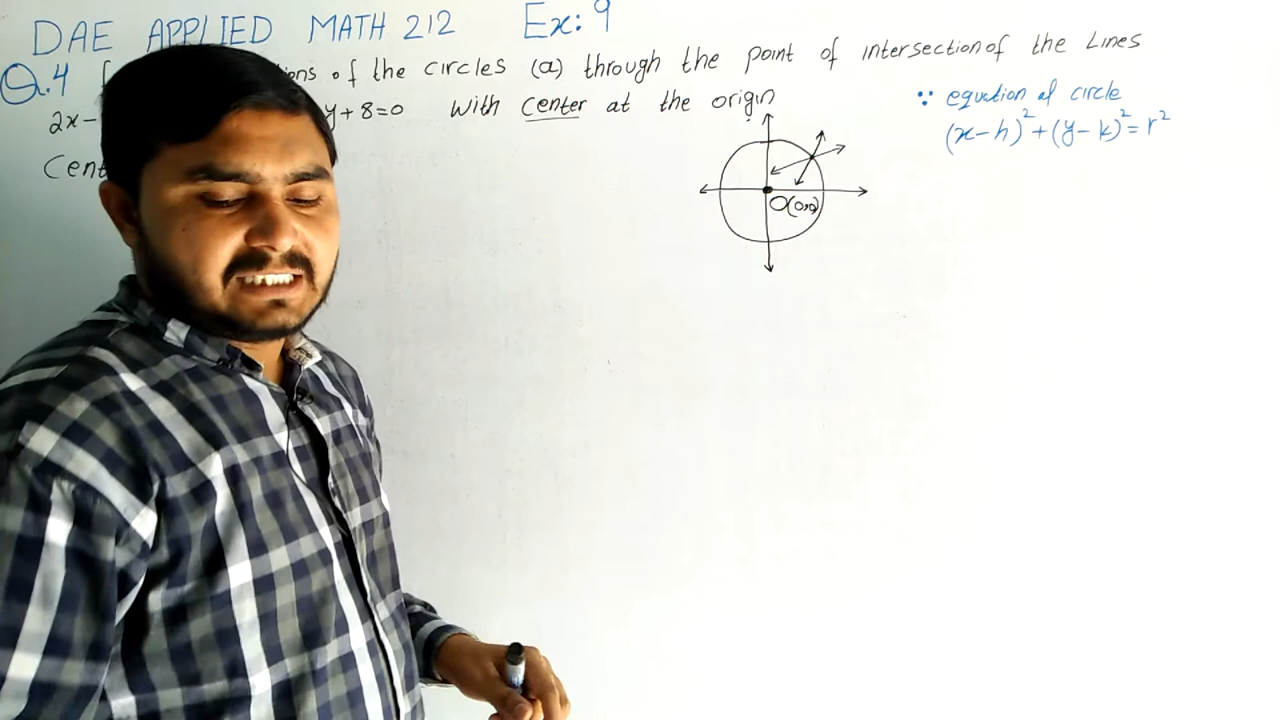 DAE APPLIED MATH 212 Ex: 9
Q.4 of the circles (a) through the point of intersection of the Lines
2x- y+8=0 with center at the origin
Cent
∵ equation of circle
(x-h)²+(y-k)²=r²
O(0,0)